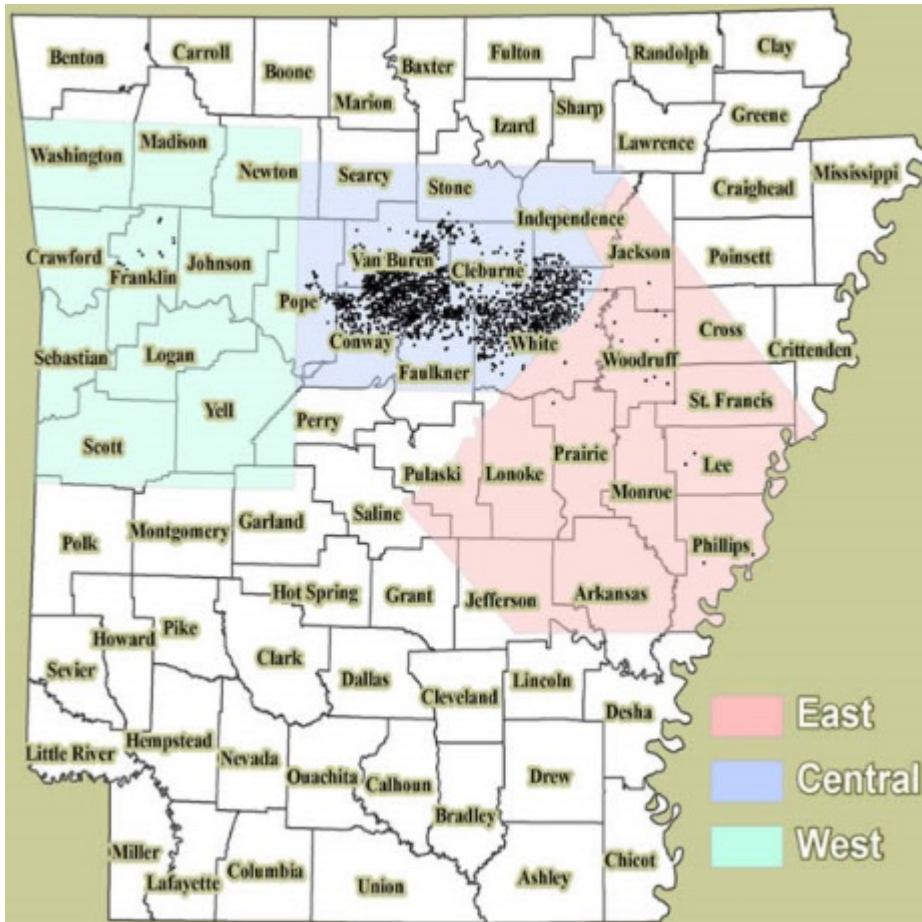 Benton
Carroll
Boone
Marion
Baxter
Fulton
Randolph
Clay
Izard
Sharp
Greene
Lawrence
Washington
Madison
Newton
Searcy
Stone
Independence
Craighead
Mississippi
Crawford
Franklin
Johnson
Pope
Van Buren
Cleburne
Jackson
Poinsett
Sebastian
Logan
Conway
Faulkner
White
Woodruff
Cross
Crittenden
Scott
Yell
Perry
Pulaski
Lonoke
Prairie
Monroe
St. Francis
Lee
Polk
Montgomery
Garland
Saline
Phillips
Hot Spring
Grant
Jefferson
Arkansas
Sevier
Howard
Pike
Clark
Dallas
Cleveland
Lincoln
Desha
Little River
Hempstead
Nevada
Ouachita
Calhoun
Bradley
Drew
Miller
Lafayette
Columbia
Union
Ashley
Chicot
East
Central
West